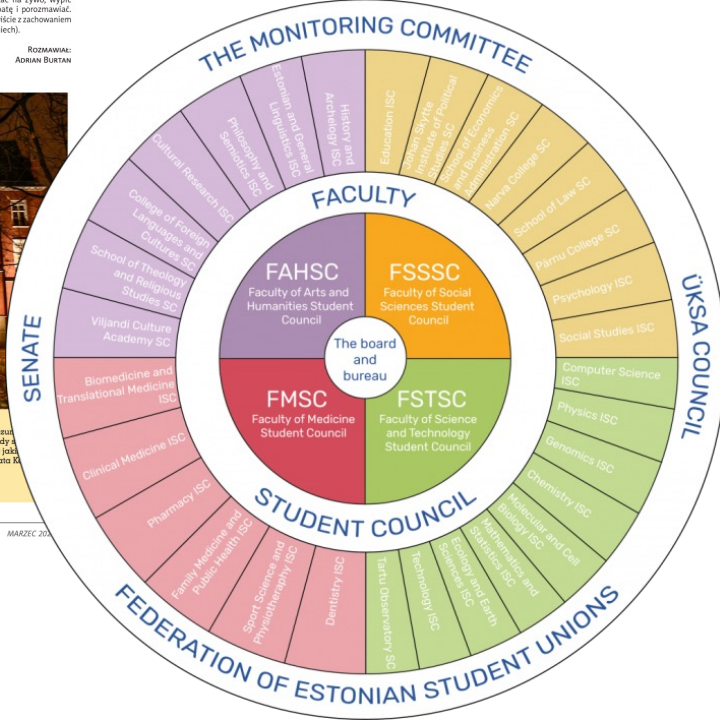 ać na żywo, wypić
batę i porozmawiać.
iście z zachowaniem
iech).
ROZMAWIAŁ:
ADRIAN BURTAN
MARZEC 202
THE MONITORING COMMITTEE
ÜKSA COUNCIL
FEDERATION OF ESTONIAN STUDENT UNIONS
SENATE
FACULTY
STUDENT COUNCIL
FAHSC
Faculty of Arts and
Humanities Student
Council
FSSSC
Faculty of Social
Sciences Student
Council
The board
and
bureau
FMSC
Faculty of Medicine
Student Council
FSTSC
Faculty of Science
and Technology
Student Council
Education ISC
Johan Skytte
Institute of Political
Studies SC
School of Economics
and Business
Administration SC
Narva College SC
School of Law SC
Pärnu College SC
Psychology ISC
Social Studies ISC
Computer Science
ISC
Physics ISC
Genomics ISC
Chemistry ISC
Molecular and Cell
Biology ISC
Mathematics and
Statistics ISC
Ecology and Earth
Sciences ISC
Technology ISC
Tartu Observatory SC
Dentistry ISC
Sport Science and
Physiotheraphy ISC
Family Medicine and
Public Health ISC
Pharmacy ISC
Clinical Medicine ISC
Biomedicine and
Translational Medicine
ISC
Viljandi Culture
Academy SC
School of Theology
and Religious
Studies SC
College of Foreign
Languages and
Cultures SC
Cultural Research ISC
Philosophy and
Semiotics ISC
Estonian and General
Linguistics ISC
History and
Archelogy ISC